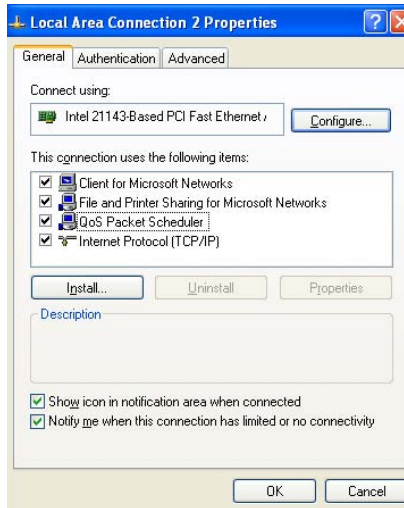 Local Area Connection 2 Properties
General Authentication Advanced
Connect using:
Intel 21143-Based PCI Fast Ethernet
Configure...
This connection uses the following items:
Client for Microsoft Networks
File and Printer Sharing for Microsoft Networks
QoS Packet Scheduler
Internet Protocol (TCP/IP)
Install... Uninstall Properties
Description
Show icon in notification area when connected
Notify me when this connection has limited or no connectivity
OK Cancel